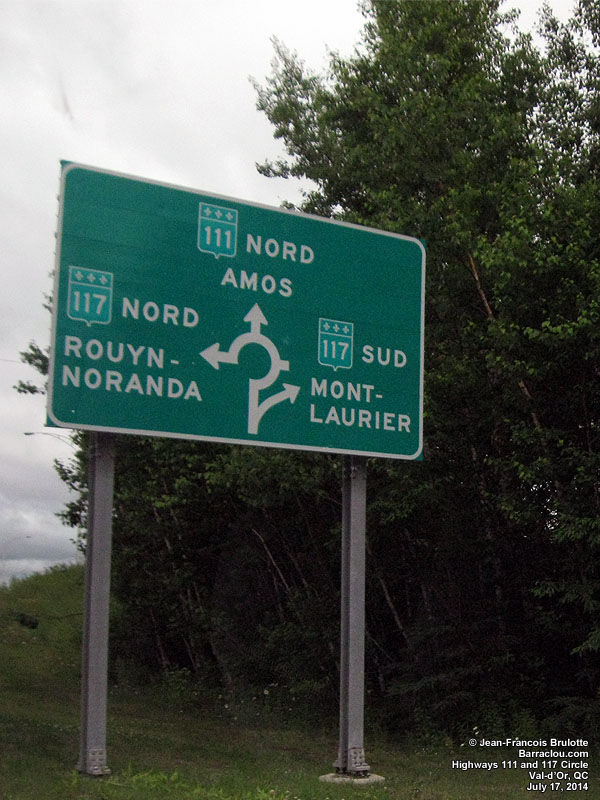 111 NORD
AMOS
117 NORD
ROUYN-
NORANDA
117 SUD
MONT-
LAURIER
© Jean-François Brulotte
Barraclou.com
Highways 111 and 117 Circle
Val-d'Or, QC
July 17, 2014